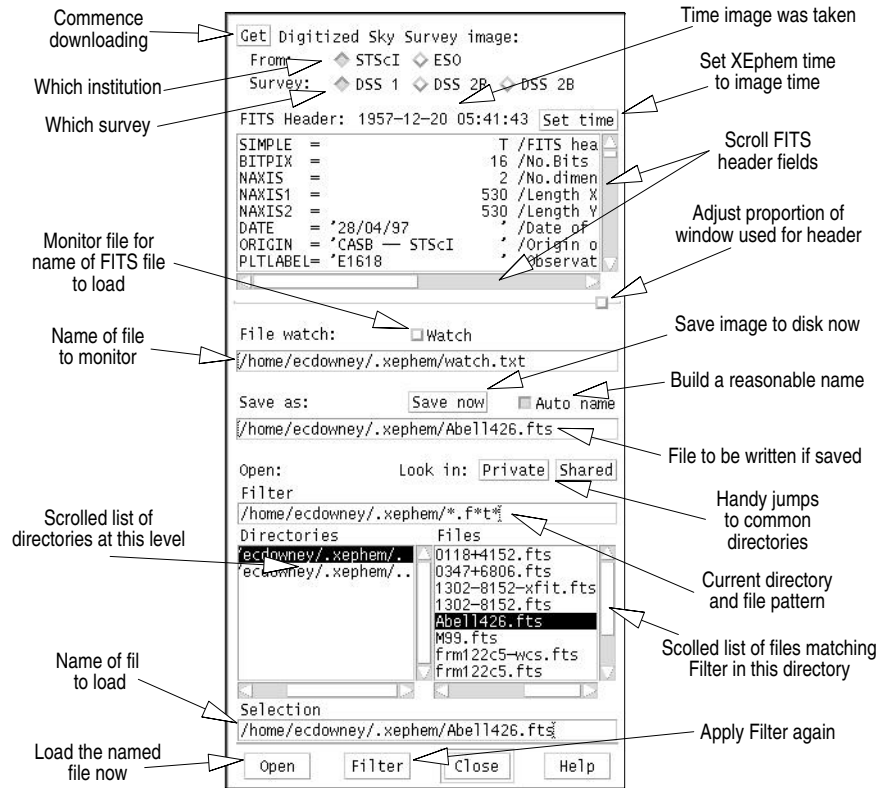 Commence
downloading
Time image was taken
Get Digitized Sky Survey image:
From: STScI ESO
Which institution
Survey: DSS 1 DSS 2B DSS 2B
Set XEphem time
to image time
Which survey
FITS Header: 1957-12-20 05:41:43 Set time
SIMPLE = T /FITS hea
BITPIX = 16 /No.Bits
NAXIS = 2 /No.dimen
NAXIS1 = 530 /Length X
NAXIS2 = 530 /Length Y
DATE = '28/04/97 ' /Date of
ORIGIN = 'CASB -- STScI ' /Origin o
PLTLABEL= 'E1618 ' /Observat
Scroll FITS
header fields
Adjust proportion of
window used for header
Monitor file for
name of FITS file
to load
File watch: Watch
Name of file
to monitor
/home/ecdowney/.xephem/watch.txt
Save image to disk now
Save as: Save now Auto name
Build a reasonable name
/home/ecdowney/.xephem/Abell426.fts
File to be written if saved
Open: Look in: Private Shared
Handy jumps
to common
directories
Filter
/home/ecdowney/.xephem/*.f*t*
Scrolled list of
directories at this level
Directories Files
/ecdowney/.xephem/. 0118+4152.fts
/ecdowney/.xephem/.. 0347+6806.fts
1302-8152-xfit.fts
1302-8152.fts
Abell426.fts
M99.fts
frm122c5-wcs.fts
frm122c5.fts
Current directory
and file pattern
Scolled list of files matching
Filter in this directory
Name of fil
to load
Selection
/home/ecdowney/.xephem/Abell426.fts
Apply Filter again
Load the named
file now
Open Filter Close Help